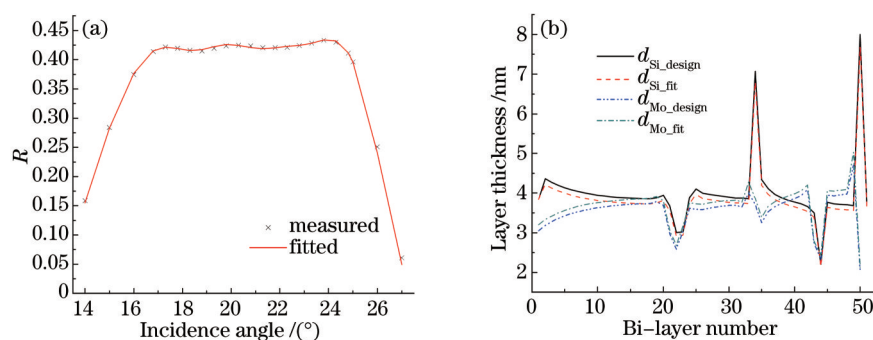 (a)
0.45
0.40
0.35
0.30
0.25
0.20
0.15
0.10
0.05
0
R
× measured
fitted
14 16 18 20 22 24 26
Incidence angle /(°)
(b)
8
7
6
5
4
3
2
Layer thickness /nm
dSi_design
dSi_fit
dMo_design
dMo_fit
0 10 20 30 40 50
Bi-layer number